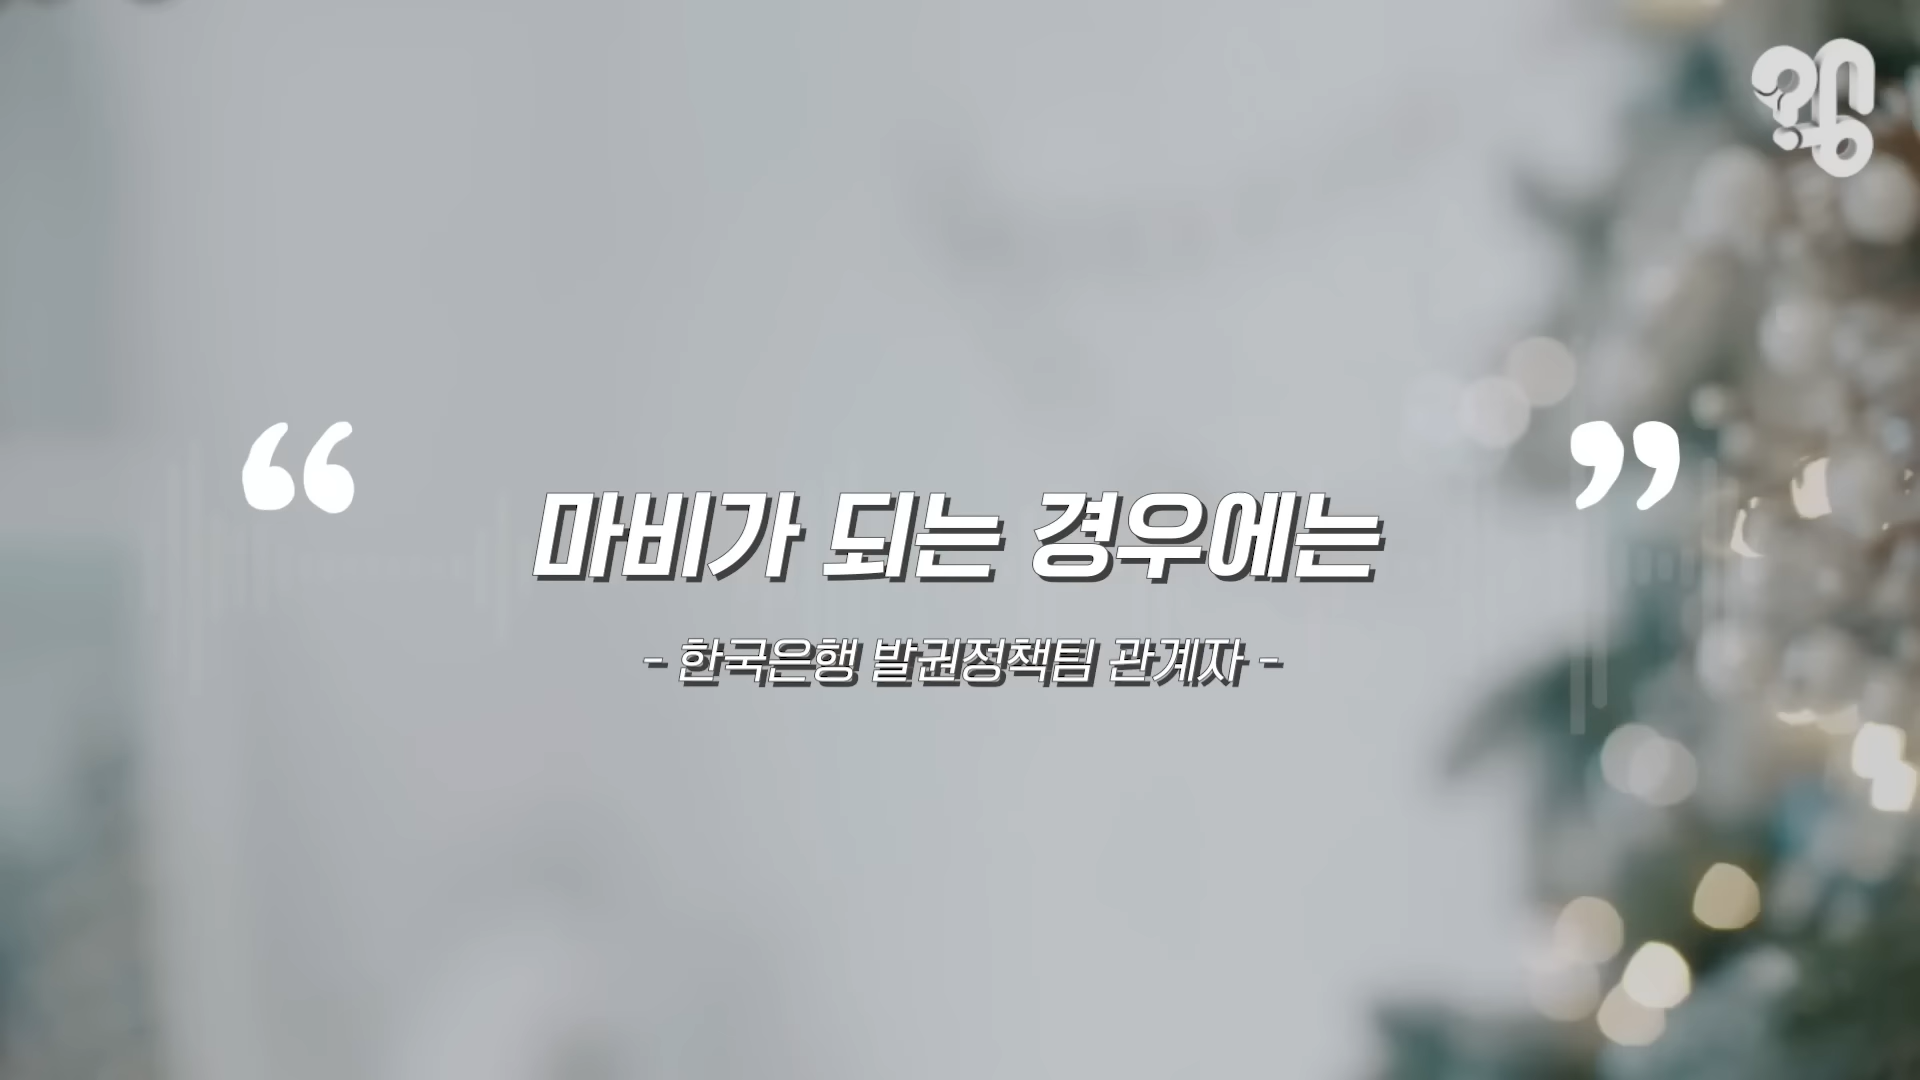 “ 마비가 되는 경우에는 ”
- 한국은행 발권정책팀 관계자 -